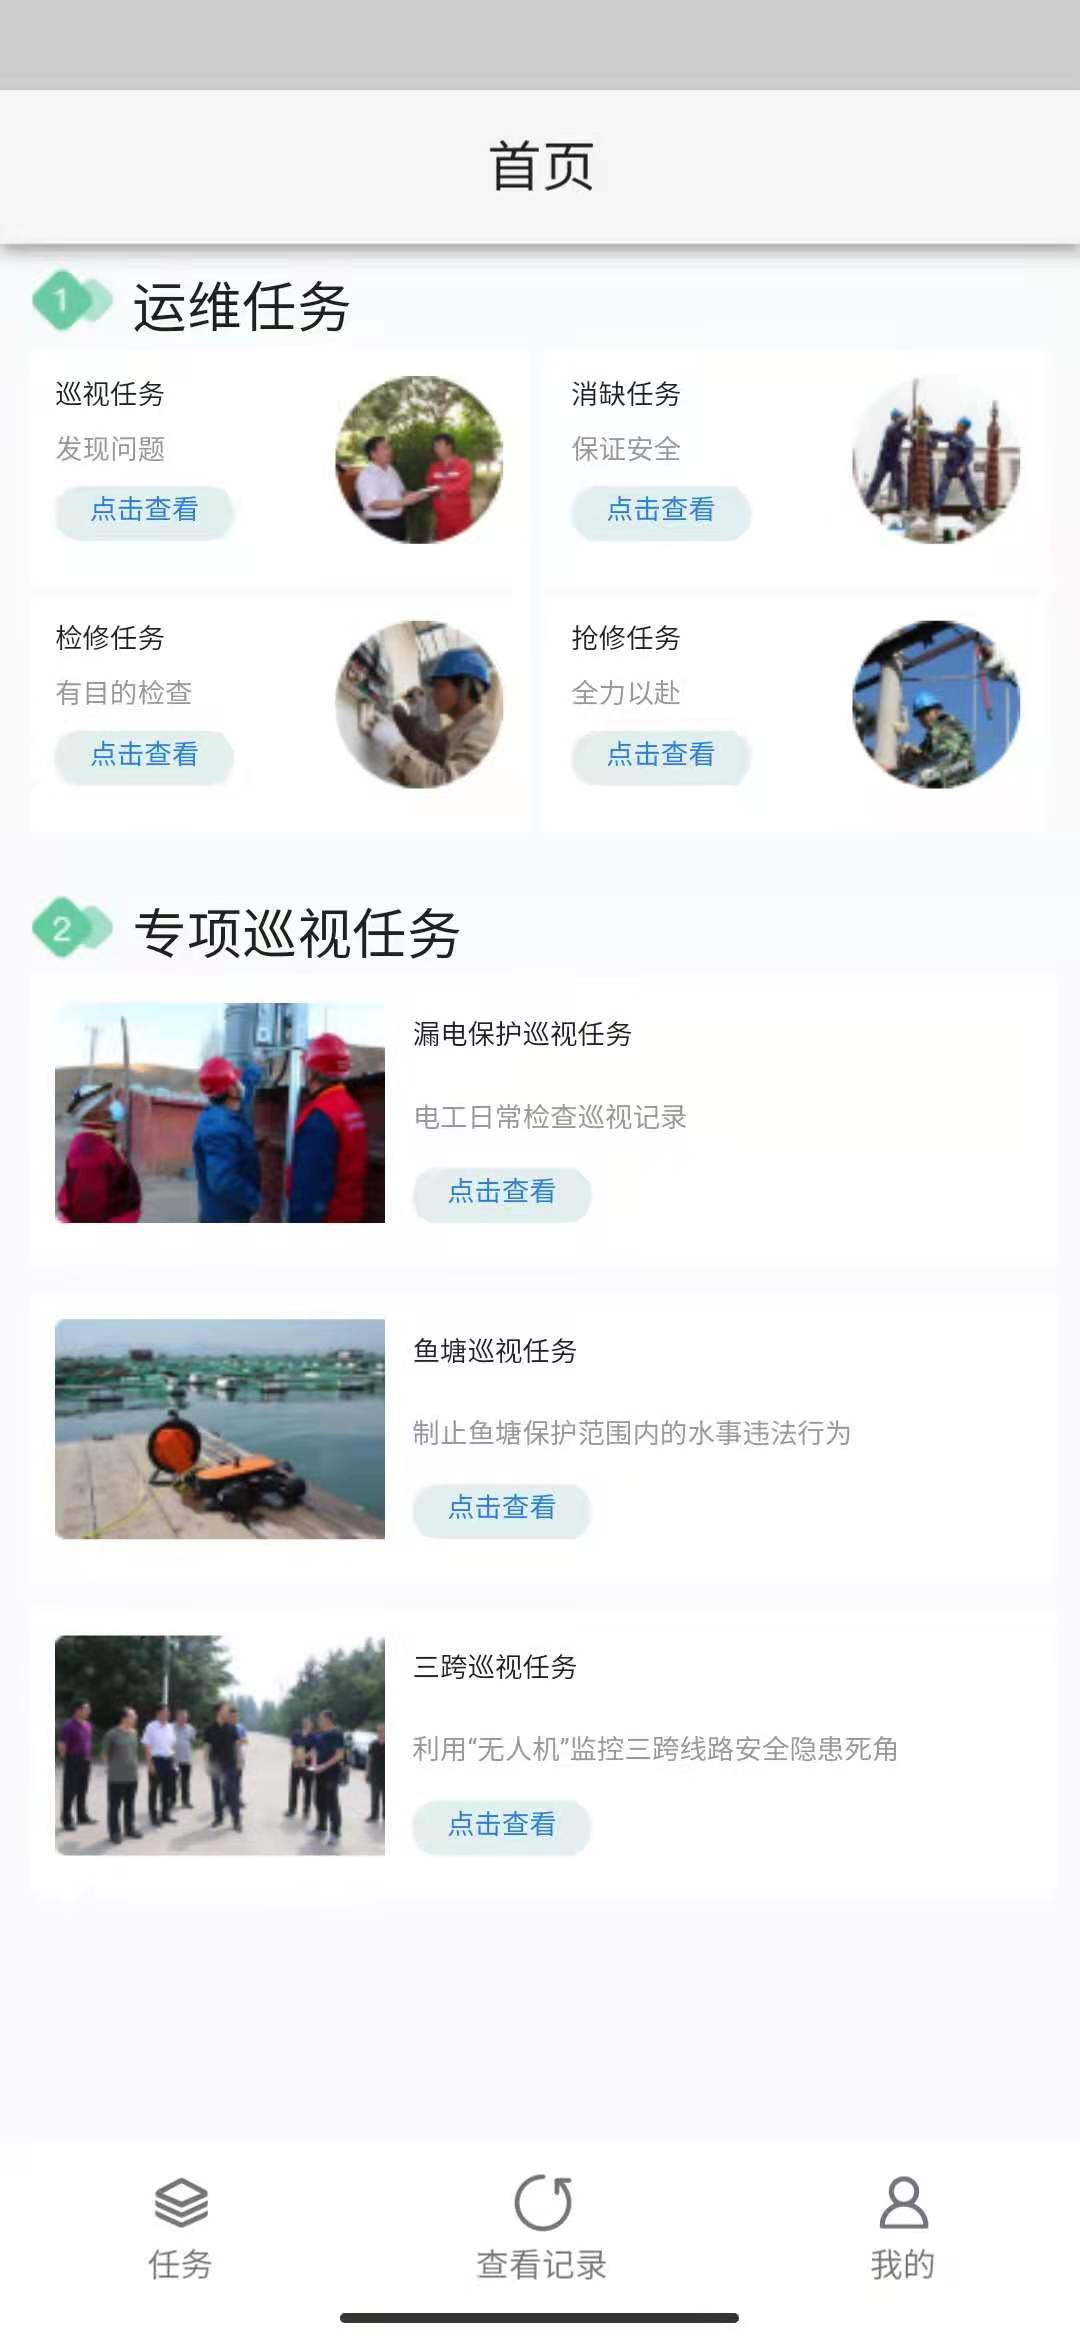 首页
1 运维任务
巡视任务
发现问题
点击查看
消缺任务
保证安全
点击查看
检修任务
有目的检查
点击查看
抢修任务
全力以赴
点击查看
2 专项巡视任务
漏电保护巡视任务
电工日常检查巡视记录
点击查看
鱼塘巡视任务
制止鱼塘保护范围内的水事违法行为
点击查看
三跨巡视任务
利用“无人机”监控三跨线路安全隐患死角
点击查看
任务
查看记录
我的